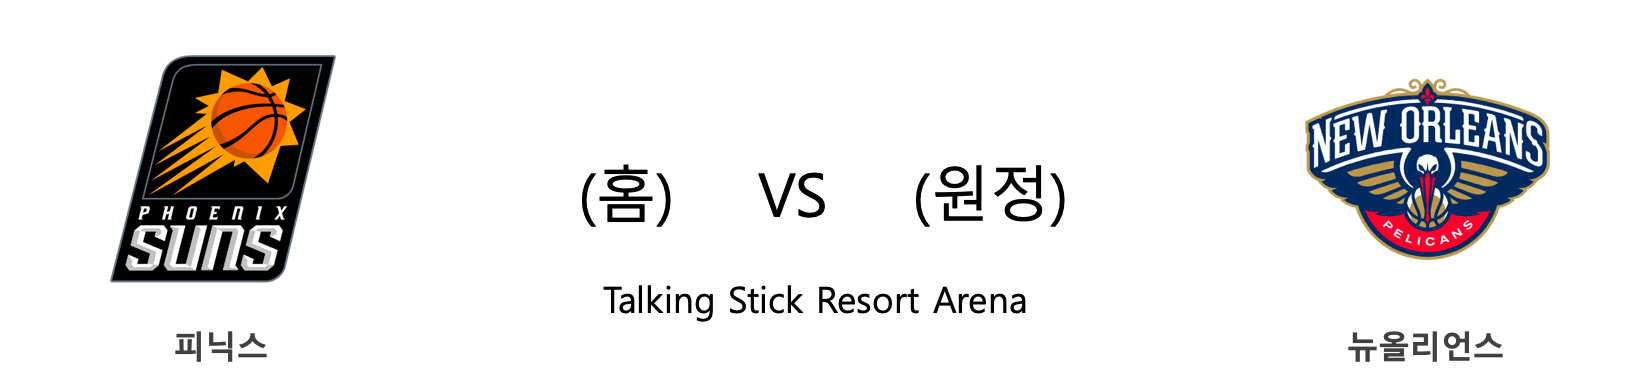 PHOENIX
SUNS
피닉스
(홈) VS (원정)
Talking Stick Resort Arena
NEW ORLEANS
PELICANS
뉴올리언스